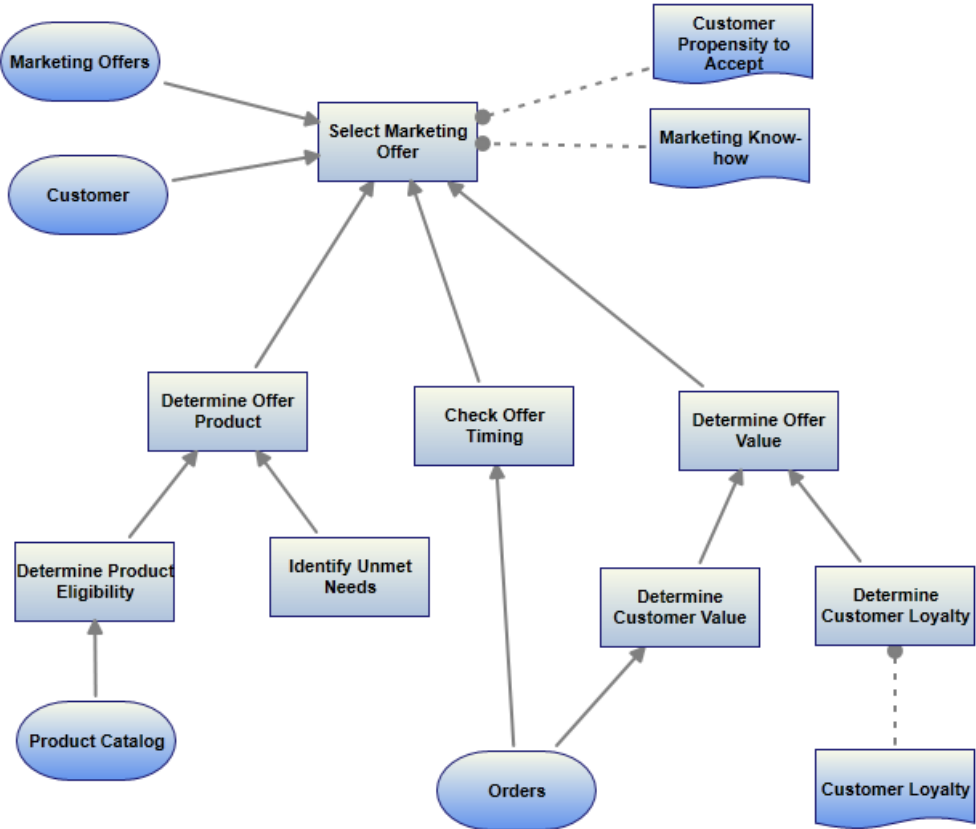 Marketing Offers
Customer
Propensity to
Accept
Select Marketing
Offer
Marketing Know-
how
Customer
Determine Offer
Product
Check Offer
Timing
Determine Offer
Value
Determine Product
Eligibility
Identify Unmet
Needs
Determine
Customer Value
Determine
Customer Loyalty
Product Catalog
Orders
Customer Loyalty